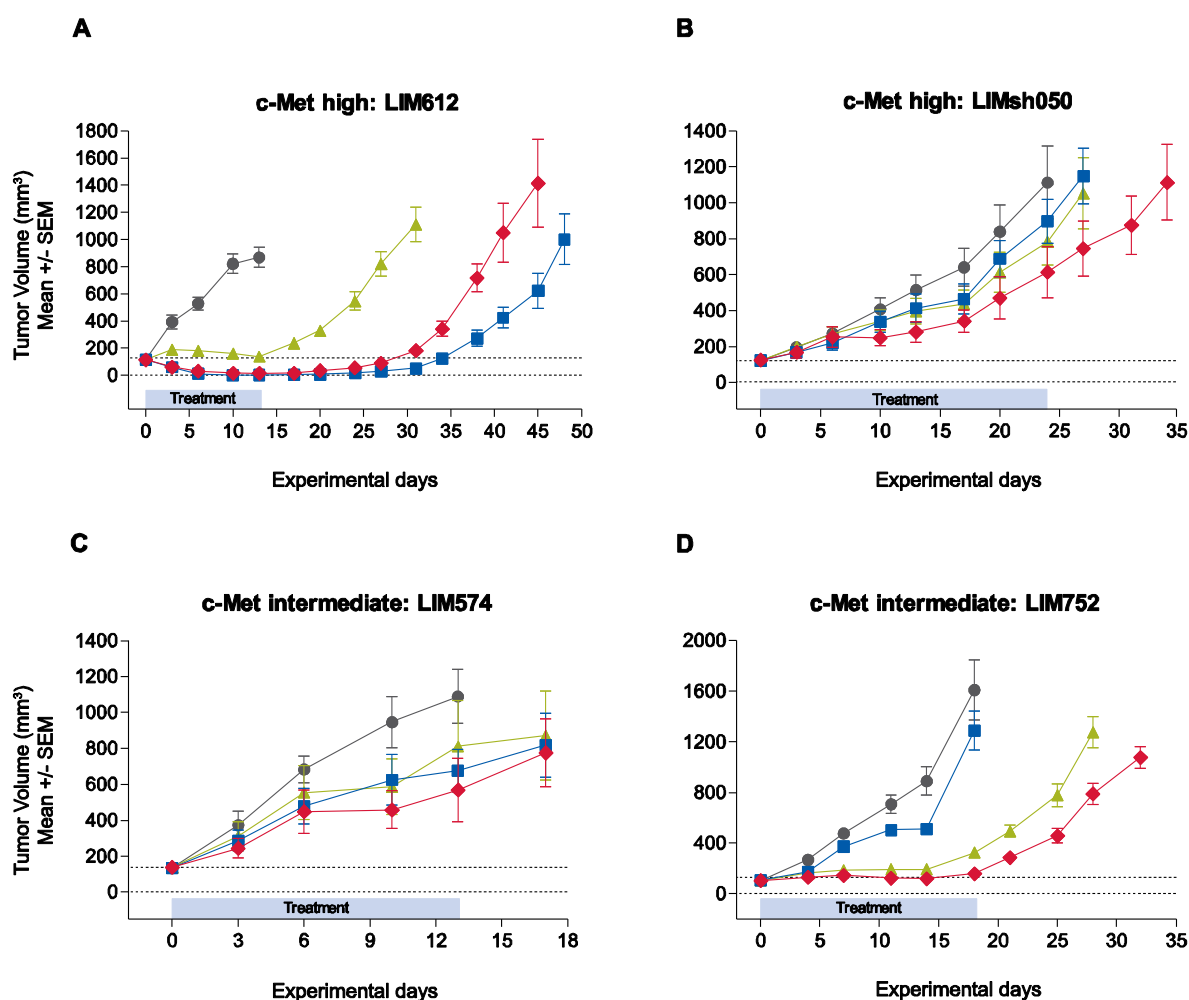 A
c-Met high: LIM612
Tumor Volume (mm³)
Mean +/- SEM
1800
1600
1400
1200
1000
800
600
400
200
0
Treatment
0 5 10 15 20 25 30 35 40 45 50
Experimental days
B
c-Met high: LIMsh050
1400
1200
1000
800
600
400
200
0
Treatment
0 5 10 15 20 25 30 35
Experimental days
C
c-Met intermediate: LIM574
Tumor Volume (mm³)
Mean +/- SEM
1400
1200
1000
800
600
400
200
0
Treatment
0 3 6 9 12 15 18
Experimental days
D
c-Met intermediate: LIM752
2000
1600
1200
800
400
0
Treatment
0 5 10 15 20 25 30 35
Experimental days